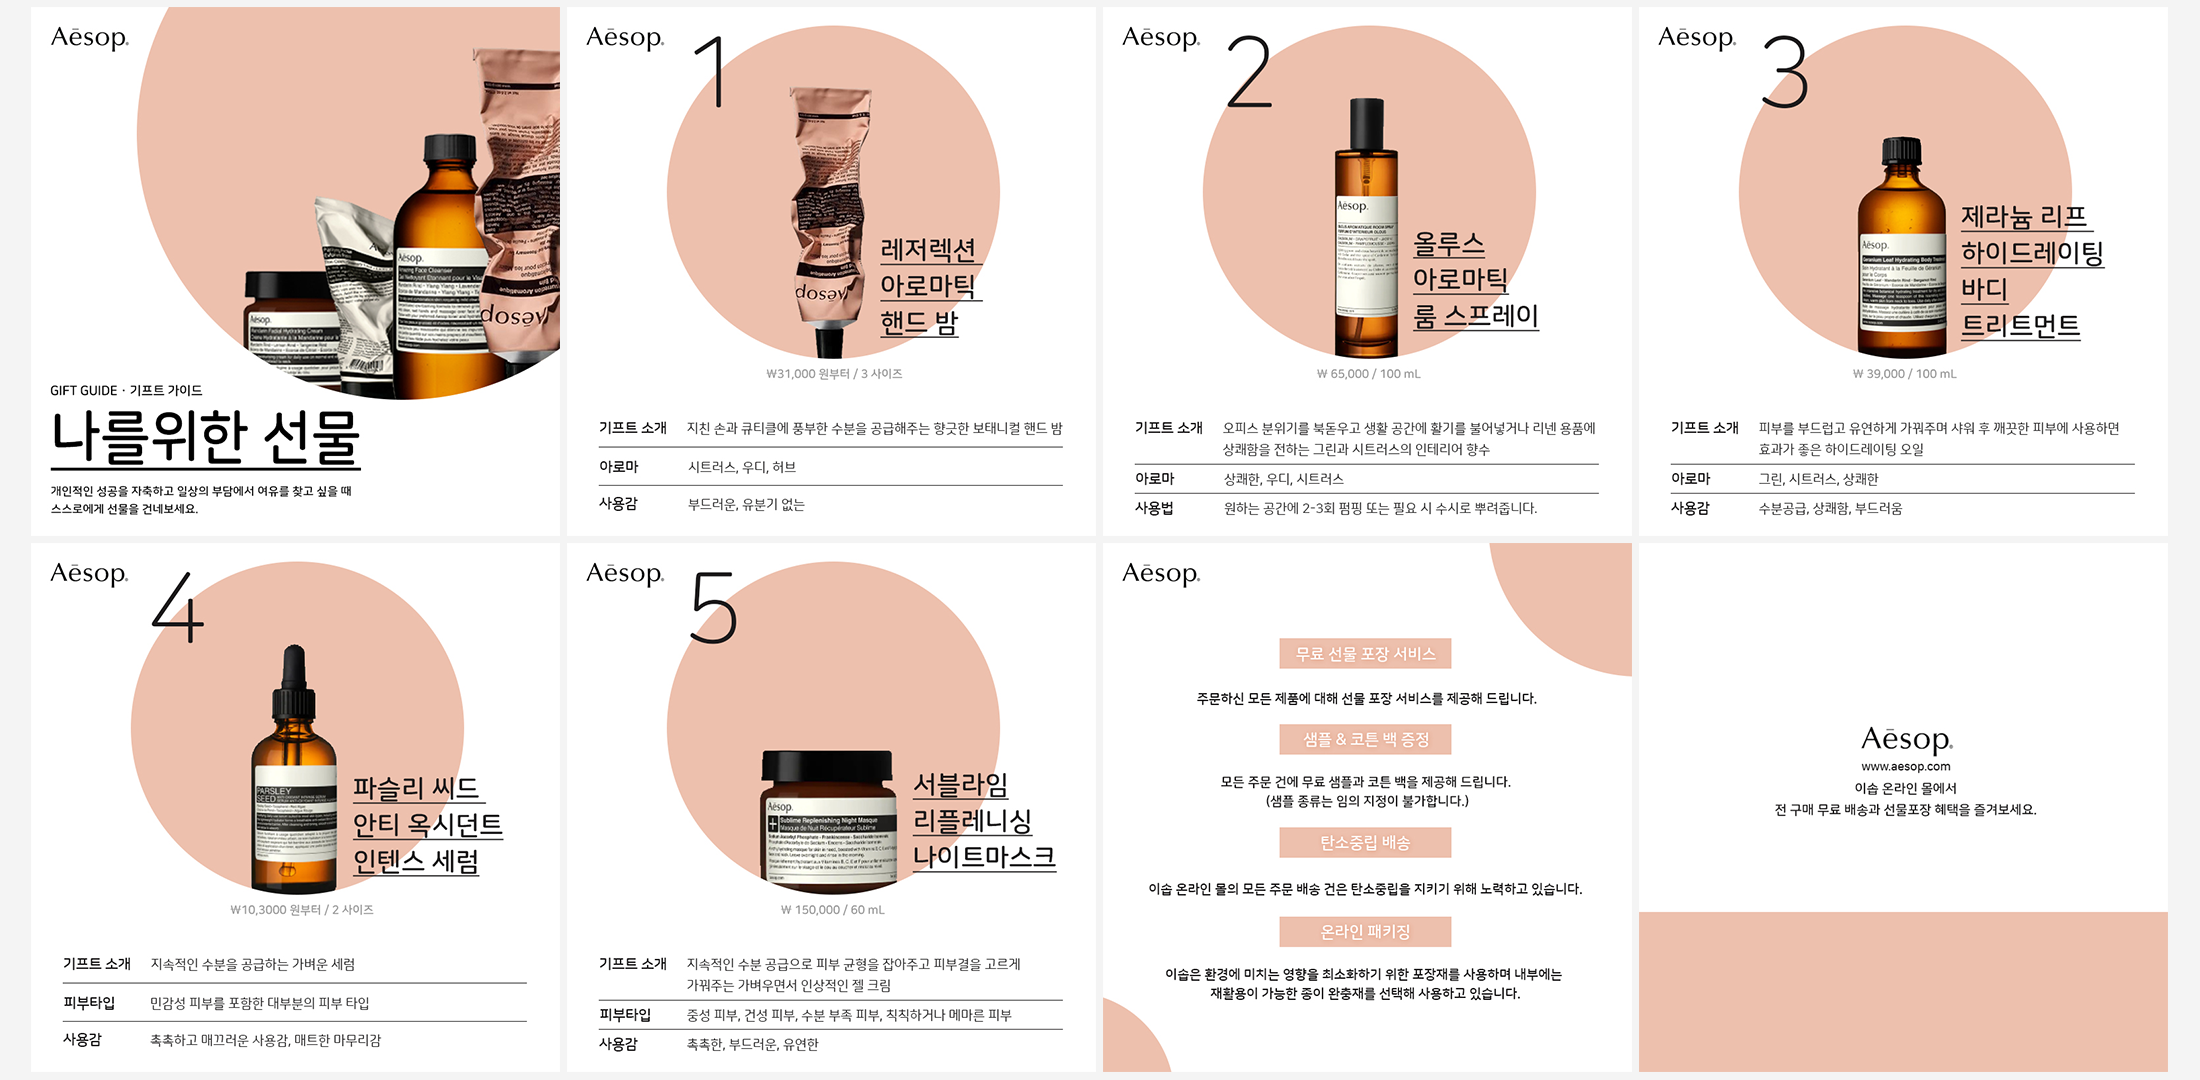 Aēsop.
Aēsop.
Amazing Face Cleanser
Aēsop.
Mandarin Facial Hydrating Cream
Aēsop
GIFT GUIDE · 기프트 가이드
나를위한 선물
개인적인 성공을 자축하고 일상의 부담에서 여유를 찾고 싶을 때
스스로에게 선물을 건네보세요.
Aēsop.
1
Aēsop
레저렉션
아로마틱
핸드 밤
₩31,000 원부터 / 3 사이즈
기프트 소개 지친 손과 큐티클에 풍부한 수분을 공급해주는 향긋한 보태니컬 핸드 밤
아로마 시트러스, 우디, 허브
사용감 부드러운, 유분기 없는
Aēsop.
2
Aēsop.
올루스
아로마틱
룸 스프레이
₩ 65,000 / 100 mL
기프트 소개 오피스 분위기를 북돋우고 생활 공간에 활기를 불어넣거나 리넨 용품에
상쾌함을 전하는 그린과 시트러스의 인테리어 향수
아로마 상쾌한, 우디, 시트러스
사용법 원하는 공간에 2-3회 펌핑 또는 필요 시 수시로 뿌려줍니다.
Aēsop.
3
Aēsop.
Geranium Leaf Hydrating Body Treatment
제라늄 리프
하이드레이팅
바디
트리트먼트
₩ 39,000 / 100 mL
기프트 소개 피부를 부드럽고 유연하게 가꿔주며 샤워 후 깨끗한 피부에 사용하면
효과가 좋은 하이드레이팅 오일
아로마 그린, 시트러스, 상쾌한
사용감 수분공급, 상쾌함, 부드러움
Aēsop.
4
PARSLEY
SEED
파슬리 씨드
안티 옥시던트
인텐스 세럼
₩10,3000 원부터 / 2 사이즈
기프트 소개 지속적인 수분을 공급하는 가벼운 세럼
피부타입 민감성 피부를 포함한 대부분의 피부 타입
사용감 촉촉하고 매끄러운 사용감, 매트한 마무리감
Aēsop.
5
Aēsop.
Sublime Replenishing Night Masque
Masque de Nuit Récupérateur Sublime
서블라임
리플레니싱
나이트마스크
₩ 150,000 / 60 mL
기프트 소개 지속적인 수분 공급으로 피부 균형을 잡아주고 피부결을 고르게
가꿔주는 가벼우면서 인상적인 젤 크림
피부타입 중성 피부, 건성 피부, 수분 부족 피부, 칙칙하거나 메마른 피부
사용감 촉촉한, 부드러운, 유연한
Aēsop.
무료 선물 포장 서비스
주문하신 모든 제품에 대해 선물 포장 서비스를 제공해 드립니다.
샘플 & 코튼 백 증정
모든 주문 건에 무료 샘플과 코튼 백을 제공해 드립니다.
(샘플 종류는 임의 지정이 불가합니다.)
탄소중립 배송
이솝 온라인 몰의 모든 주문 배송 건은 탄소중립을 지키기 위해 노력하고 있습니다.
온라인 패키징
이솝은 환경에 미치는 영향을 최소화하기 위한 포장재를 사용하며 내부에는
재활용이 가능한 종이 완충재를 선택해 사용하고 있습니다.
Aēsop.
www.aesop.com
이솝 온라인 몰에서
전 구매 무료 배송과 선물포장 혜택을 즐겨보세요.